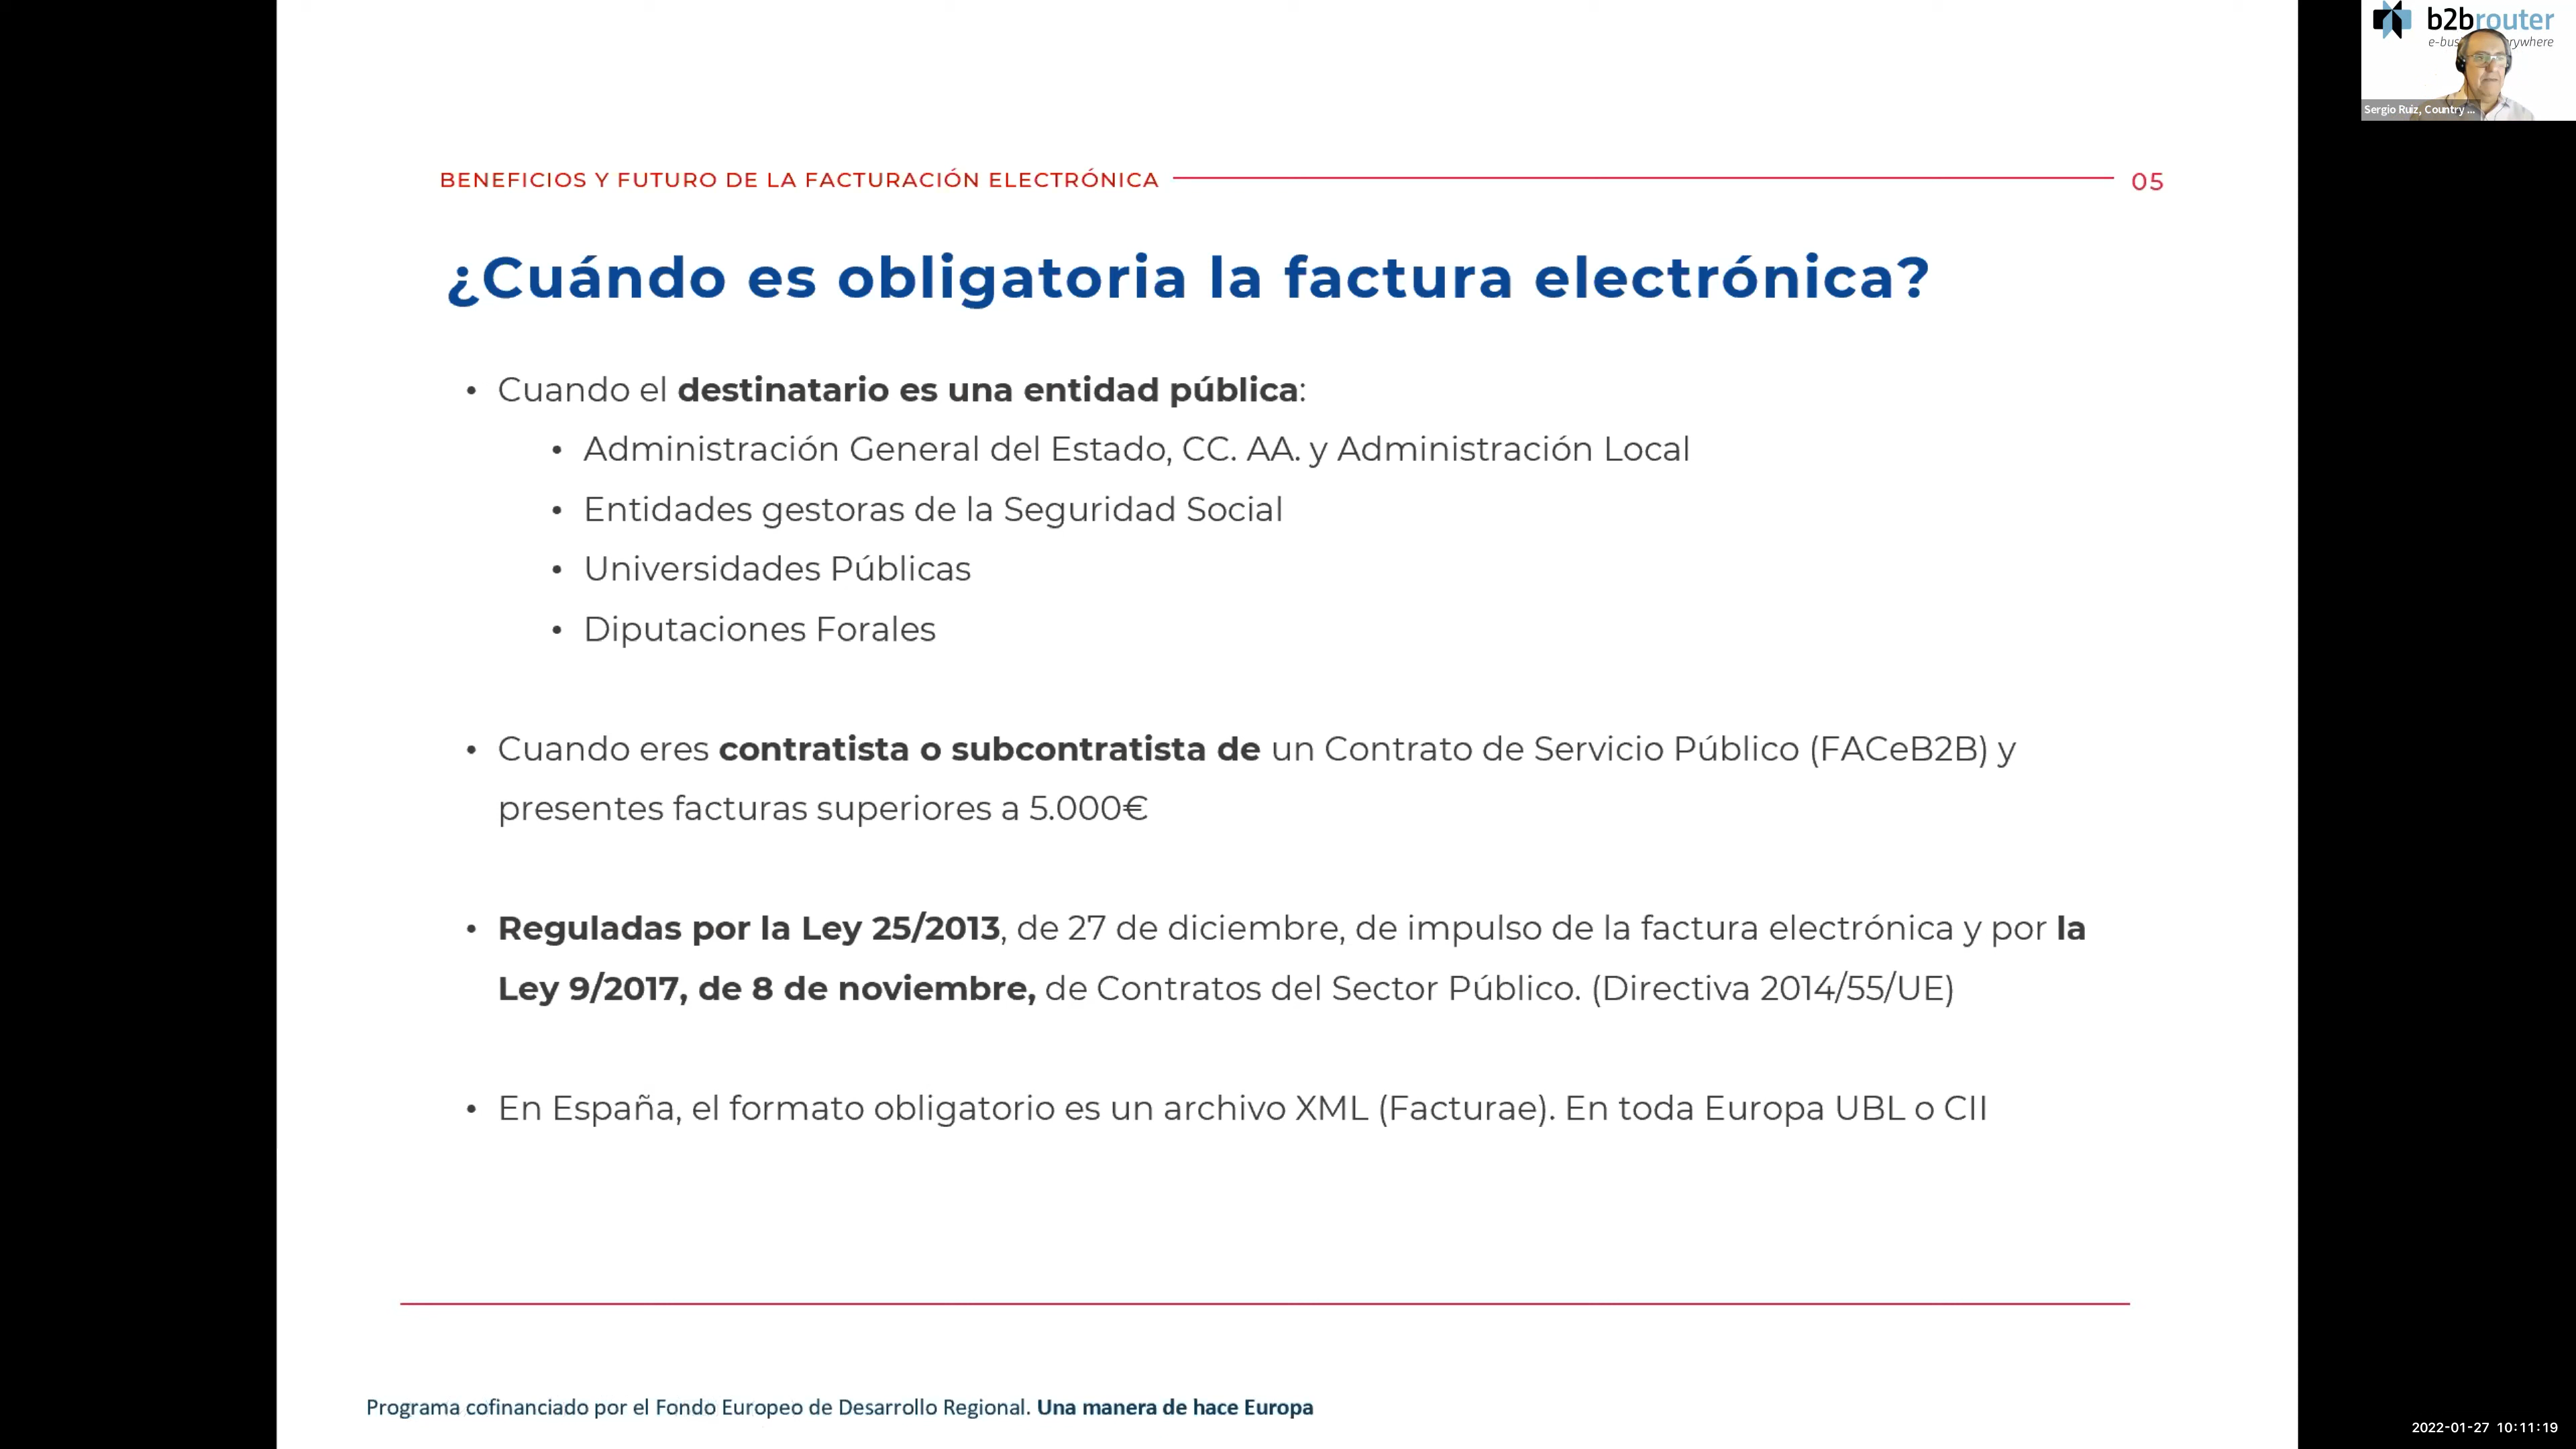 b2brouter
e-bus rywhere
Sergio Ruiz, Country ...
BENEFICIOS Y FUTURO DE LA FACTURACIÓN ELECTRÓNICA 05
¿Cuándo es obligatoria la factura electrónica?
• Cuando el destinatario es una entidad pública:
• Administración General del Estado, CC. AA. y Administración Local
• Entidades gestoras de la Seguridad Social
• Universidades Públicas
• Diputaciones Forales
• Cuando eres contratista o subcontratista de un Contrato de Servicio Público (FACeB2B) y
presentes facturas superiores a 5.000€
• Reguladas por la Ley 25/2013, de 27 de diciembre, de impulso de la factura electrónica y por la
Ley 9/2017, de 8 de noviembre, de Contratos del Sector Público. (Directiva 2014/55/UE)
• En España, el formato obligatorio es un archivo XML (Facturae). En toda Europa UBL o CII
Programa cofinanciado por el Fondo Europeo de Desarrollo Regional. Una manera de hace Europa
2022-01-27 10:11:19